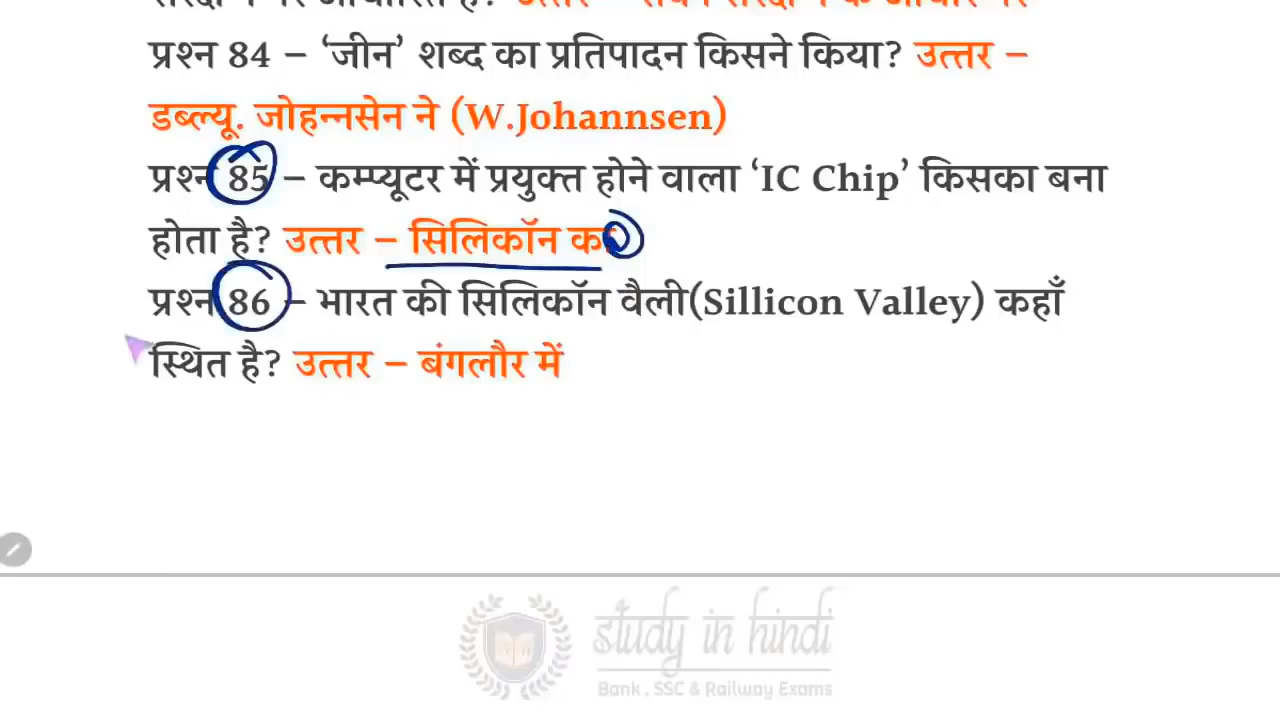 प्रश्न 84 – ‘जीन’ शब्द का प्रतिपादन किसने किया? उत्तर –
डब्ल्यू. जोहन्नसेन ने (W.Johannsen)
प्रश्न 85 – कम्प्यूटर में प्रयुक्त होने वाला ‘IC Chip’ किसका बना
होता है? उत्तर – सिलिकॉन का
प्रश्न 86 – भारत की सिलिकॉन वैली(Sillicon Valley) कहाँ
स्थित है? उत्तर – बंगलौर में
study in hindi
Bank , SSC & Railway Exams